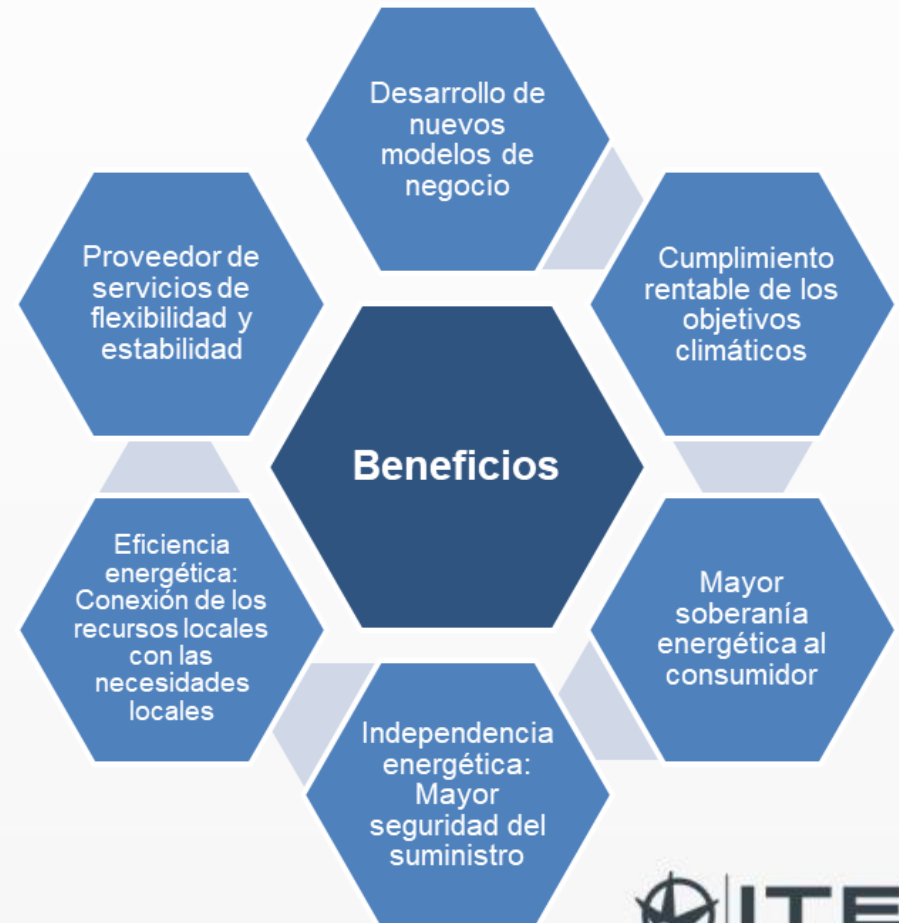 Desarrollo de
nuevos
modelos de
negocio
Cumplimiento
rentable de los
objetivos
climáticos
Mayor
soberanía
energética al
consumidor
Independencia
energética:
Mayor
seguridad del
suministro
Eficiencia
energética:
Conexión de los
recursos locales
con las
necesidades
locales
Proveedor de
servicios de
flexibilidad y
estabilidad
Beneficios
ITE